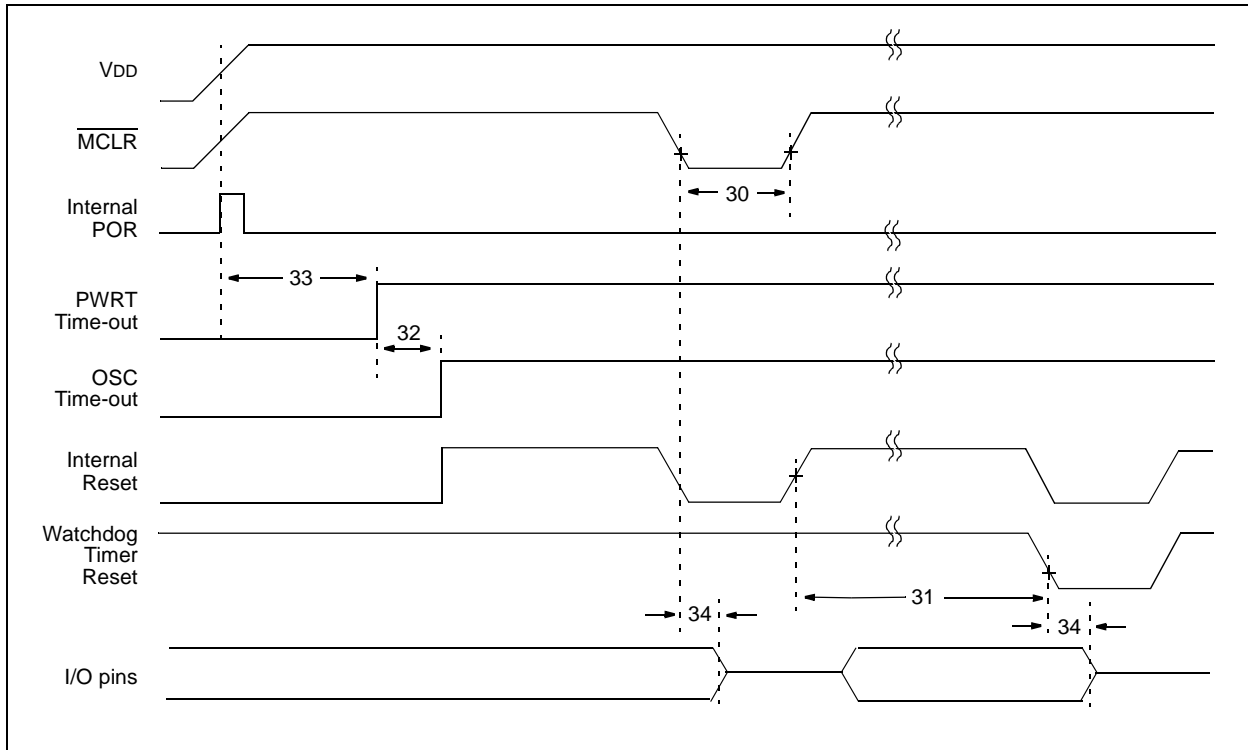 VDD
MCLR
30
Internal
POR
33
PWRT
Time-out
32
OSC
Time-out
Internal
Reset
Watchdog
Timer
Reset
31
34
34
I/O pins